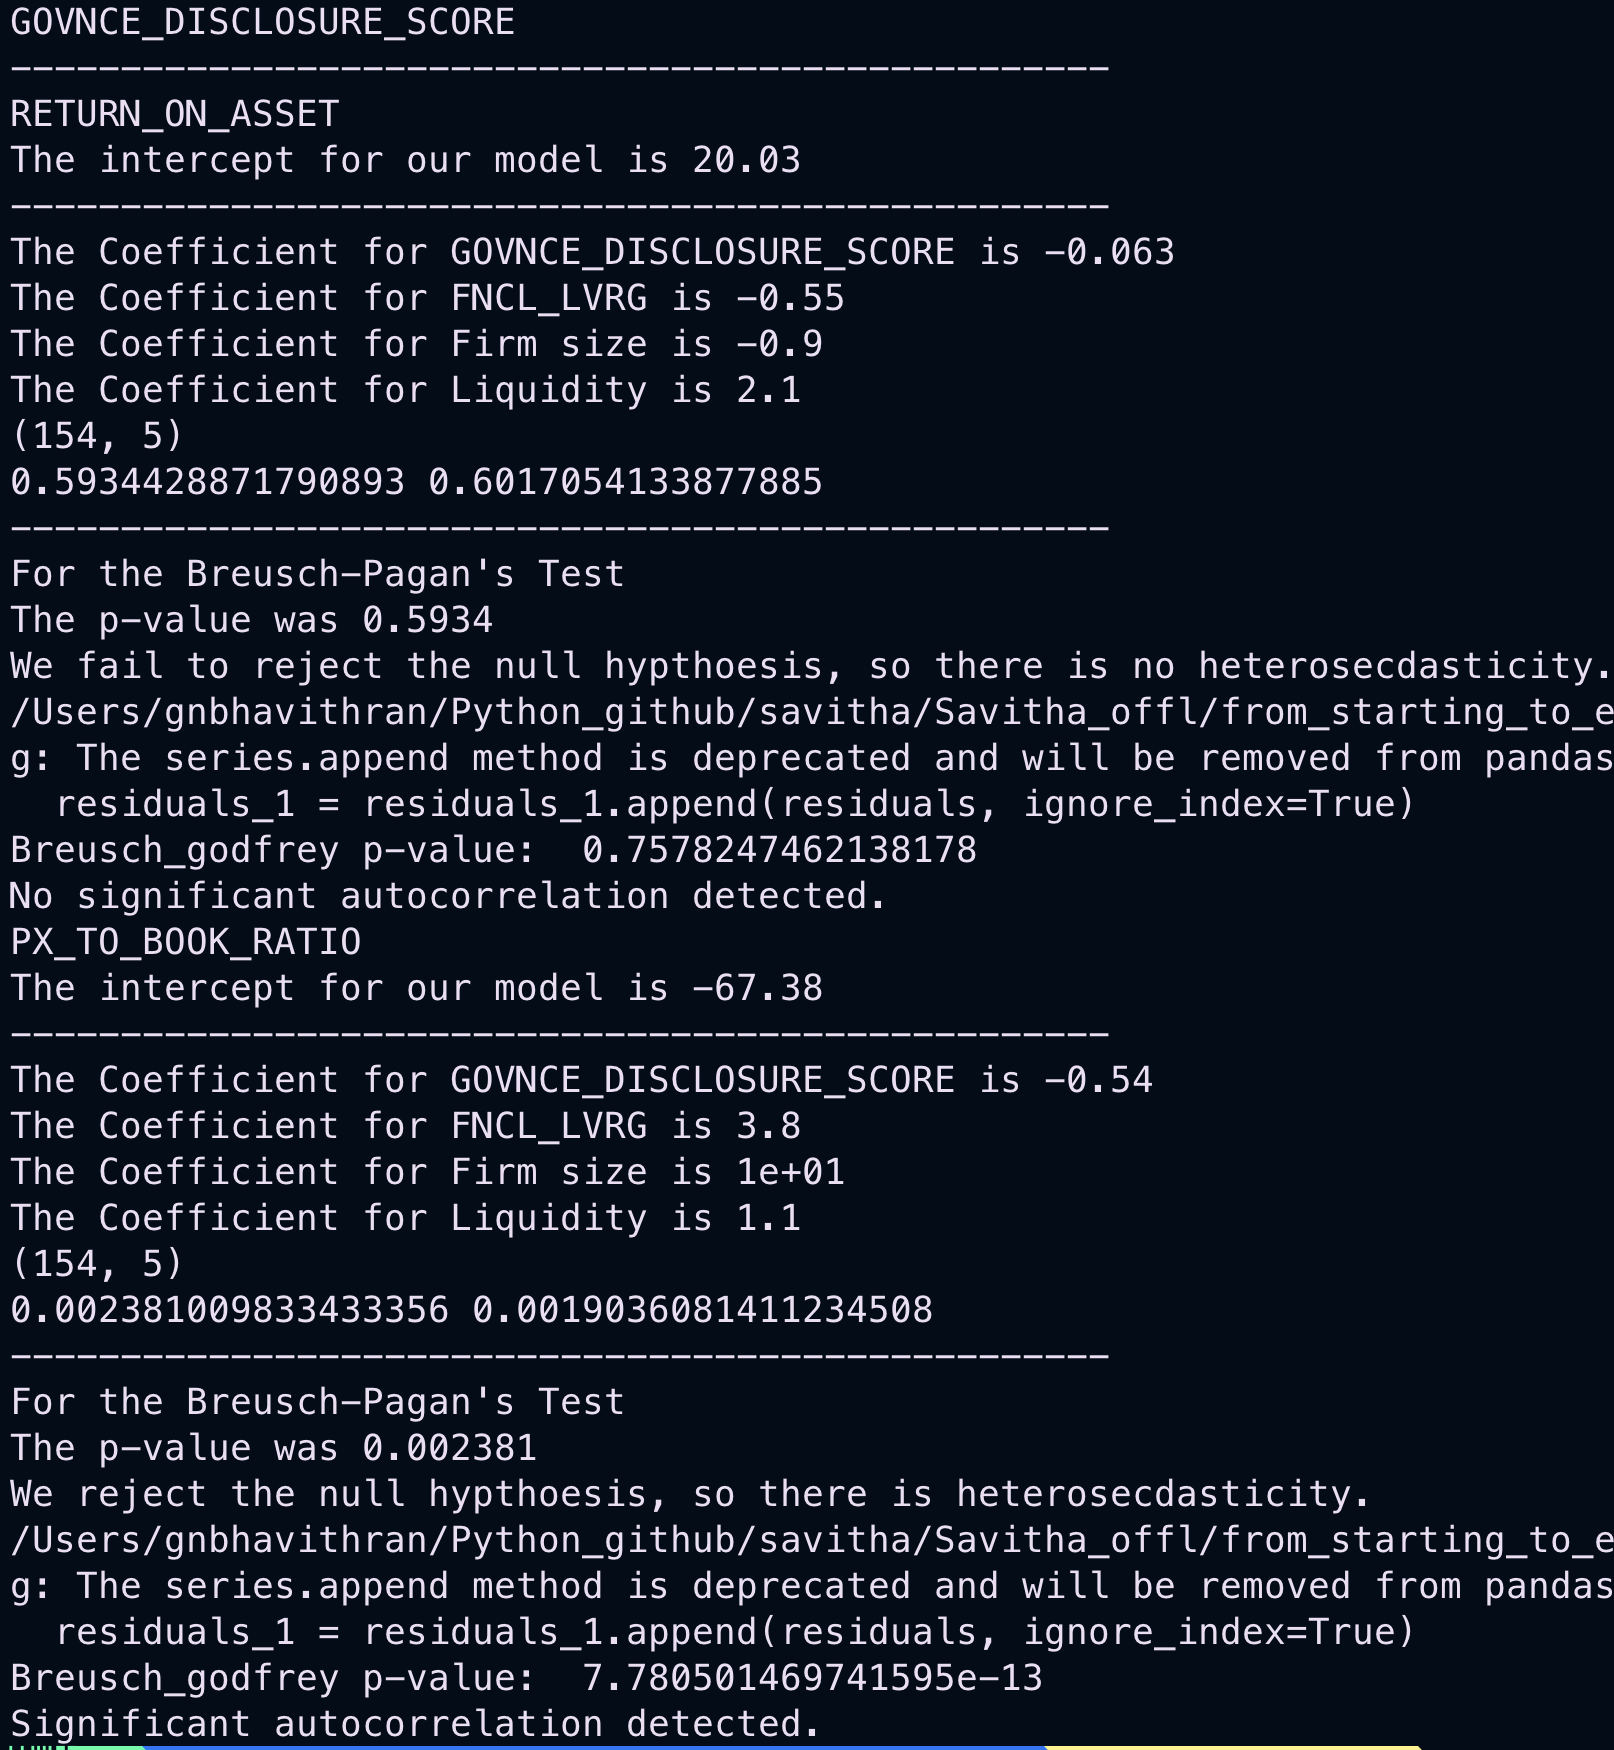 GOVNCE_DISCLOSURE_SCORE
--------------------------------------------------
RETURN_ON_ASSET
The intercept for our model is 20.03
--------------------------------------------------
The Coefficient for GOVNCE_DISCLOSURE_SCORE is -0.063
The Coefficient for FNCL_LVRG is -0.55
The Coefficient for Firm size is -0.9
The Coefficient for Liquidity is 2.1
(154, 5)
0.5934428871790893 0.6017054133877885
--------------------------------------------------
For the Breusch-Pagan's Test
The p-value was 0.5934
We fail to reject the null hypthoesis, so there is no heterosecdasticity.
/Users/gnbhavithran/Python_github/savitha/Savitha_offl/from_starting_to_e
g: The series.append method is deprecated and will be removed from pandas
  residuals_1 = residuals_1.append(residuals, ignore_index=True)
Breusch_godfrey p-value:  0.7578247462138178
No significant autocorrelation detected.
PX_TO_BOOK_RATIO
The intercept for our model is -67.38
--------------------------------------------------
The Coefficient for GOVNCE_DISCLOSURE_SCORE is -0.54
The Coefficient for FNCL_LVRG is 3.8
The Coefficient for Firm size is 1e+01
The Coefficient for Liquidity is 1.1
(154, 5)
0.002381009833433356 0.0019036081411234508
--------------------------------------------------
For the Breusch-Pagan's Test
The p-value was 0.002381
We reject the null hypthoesis, so there is heterosecdasticity.
/Users/gnbhavithran/Python_github/savitha/Savitha_offl/from_starting_to_e
g: The series.append method is deprecated and will be removed from pandas
  residuals_1 = residuals_1.append(residuals, ignore_index=True)
Breusch_godfrey p-value:  7.780501469741595e-13
Significant autocorrelation detected.